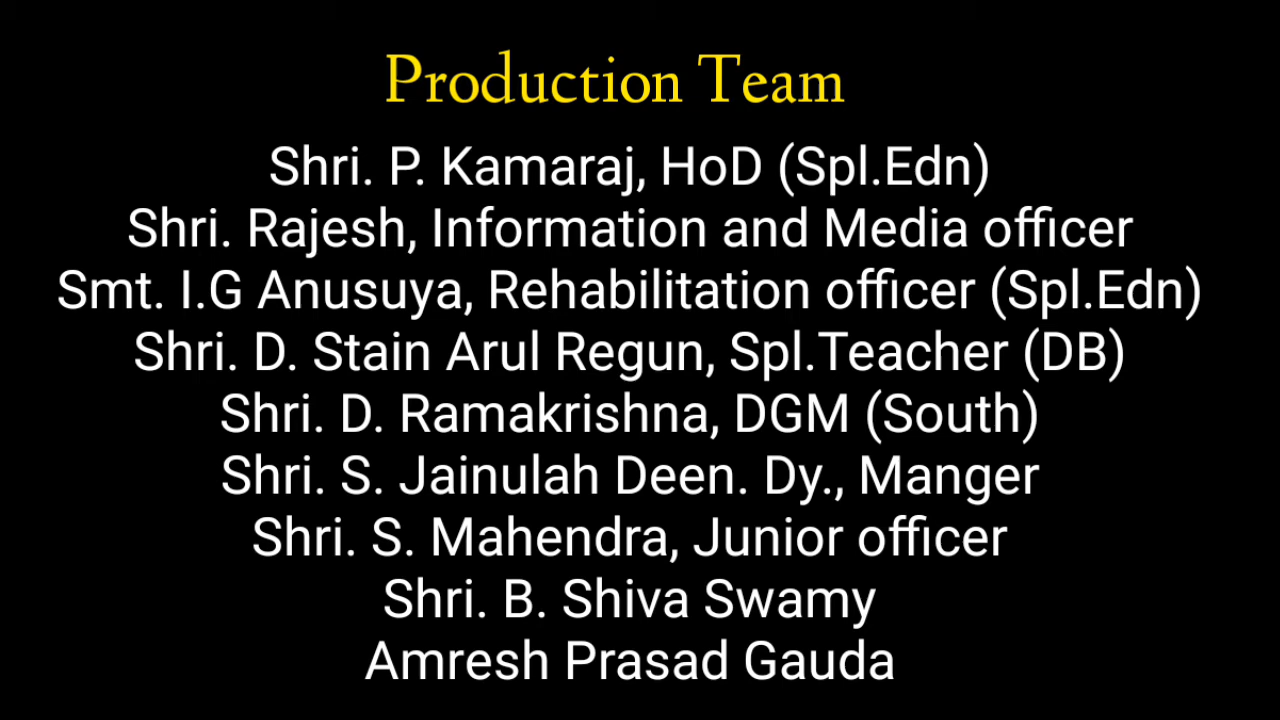 Production Team
Shri. P. Kamaraj, HoD (Spl.Edn)
Shri. Rajesh, Information and Media officer
Smt. I.G Anusuya, Rehabilitation officer (Spl.Edn)
Shri. D. Stain Arul Regun, Spl.Teacher (DB)
Shri. D. Ramakrishna, DGM (South)
Shri. S. Jainulah Deen. Dy., Manger
Shri. S. Mahendra, Junior officer
Shri. B. Shiva Swamy
Amresh Prasad Gauda